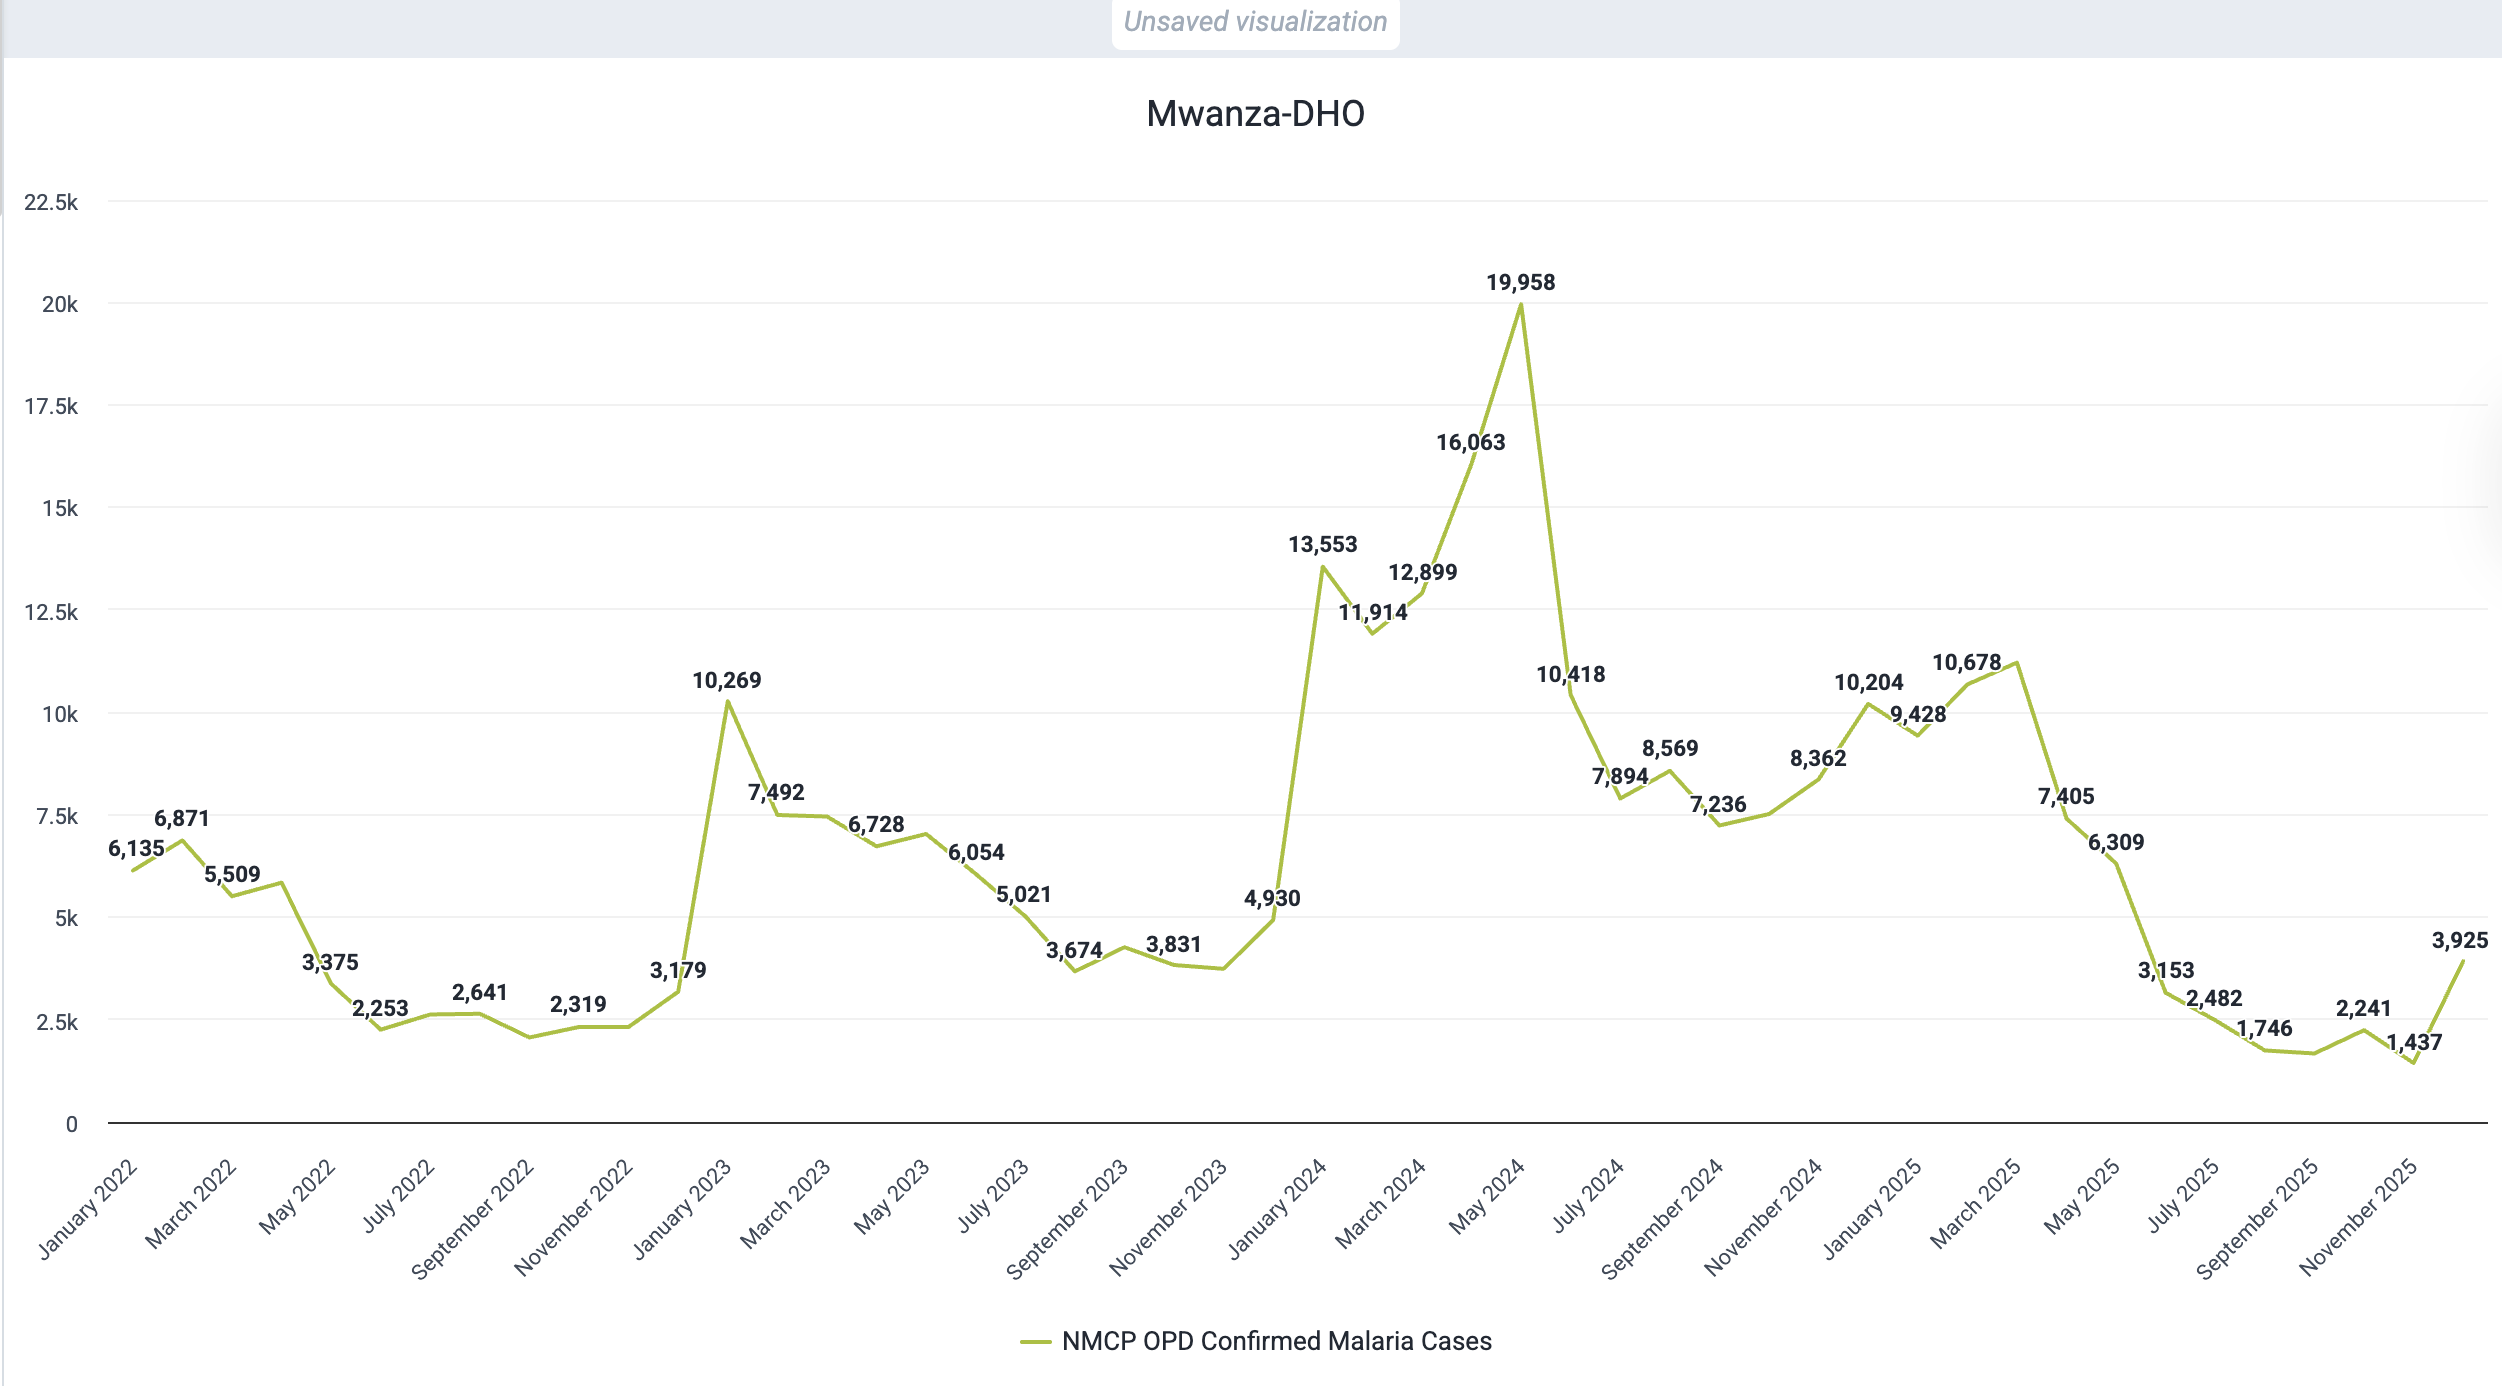 Unsaved visualization
Mwanza-DHO
22.5k
20k
17.5k
15k
12.5k
10k
7.5k
5k
2.5k
0
6,135
6,871
5,509
3,375
2,253
2,641
2,319
3,179
10,269
7,492
6,728
6,054
5,021
3,674
3,831
4,930
13,553
11,914
12,899
16,063
19,958
10,418
7,894
8,569
7,236
8,362
10,204
9,428
10,678
7,405
6,309
3,153
2,482
1,746
2,241
1,437
3,925
January 2022
March 2022
May 2022
July 2022
September 2022
November 2022
January 2023
March 2023
May 2023
July 2023
September 2023
November 2023
January 2024
March 2024
May 2024
July 2024
September 2024
November 2024
January 2025
March 2025
May 2025
July 2025
September 2025
November 2025
NMCP OPD Confirmed Malaria Cases